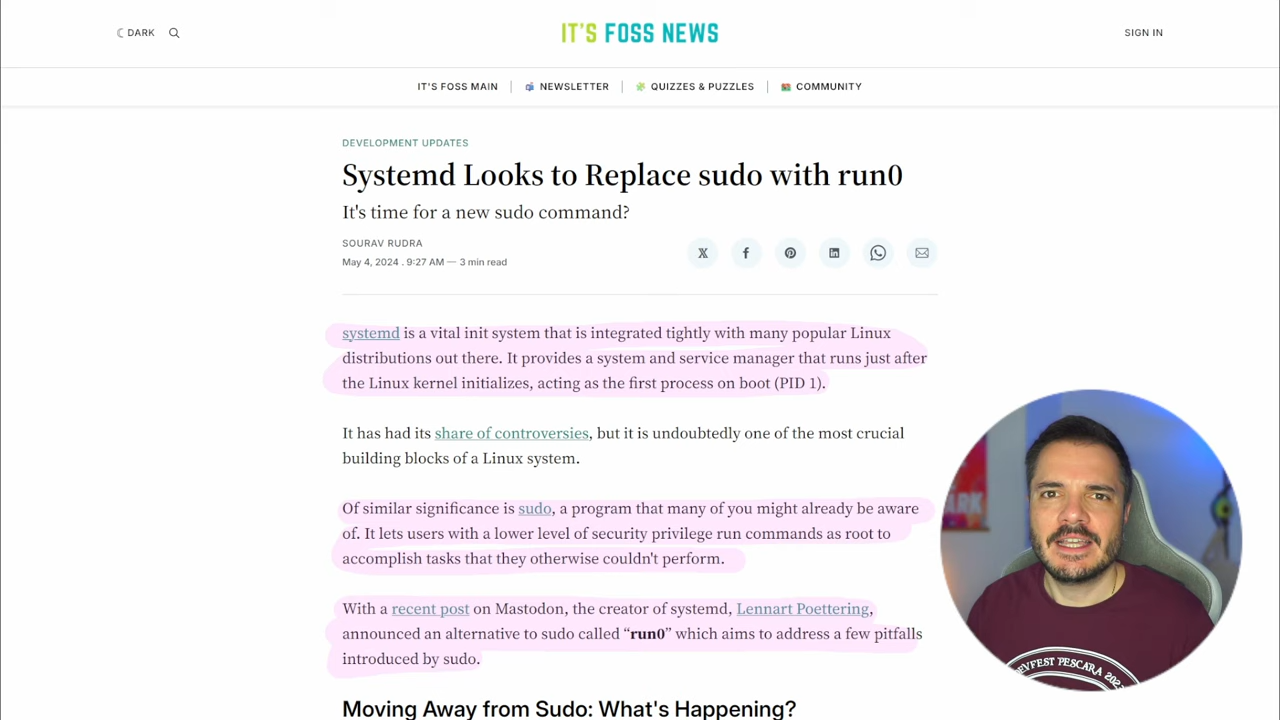 DARK
IT'S FOSS NEWS
SIGN IN
IT'S FOSS MAIN
NEWSLETTER
QUIZZES & PUZZLES
COMMUNITY
DEVELOPMENT UPDATES
Systemd Looks to Replace sudo with run0
It's time for a new sudo command?
SOURAV RUDRA
May 4, 2024 . 9:27 AM — 3 min read
systemd is a vital init system that is integrated tightly with many popular Linux
distributions out there. It provides a system and service manager that runs just after
the Linux kernel initializes, acting as the first process on boot (PID 1).
It has had its share of controversies, but it is undoubtedly one of the most crucial
building blocks of a Linux system.
Of similar significance is sudo, a program that many of you might already be aware
of. It lets users with a lower level of security privilege run commands as root to
accomplish tasks that they otherwise couldn't perform.
With a recent post on Mastodon, the creator of systemd, Lennart Poettering,
announced an alternative to sudo called “run0” which aims to address a few pitfalls
introduced by sudo.
Moving Away from Sudo: What's Happening?
PESCARA